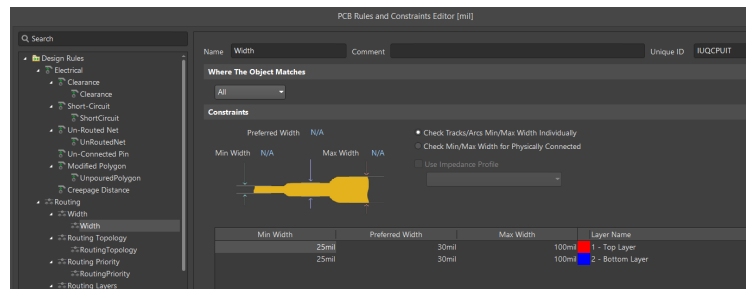 PCB Rules and Constraints Editor [mil]
Search
Design Rules
Electrical
Clearance
Clearance
Short-Circuit
ShortCircuit
Un-Routed Net
UnRoutedNet
Un-Connected Pin
Modified Polygon
UnpouredPolygon
Creepage Distance
Routing
Width
Width
Routing Topology
RoutingTopology
Routing Priority
RoutingPriority
Routing Layers
Name Width Comment Unique ID IUQCPUIT
Where The Object Matches
All
Constraints
Preferred Width N/A
Min Width N/A Max Width N/A
Check Tracks/Arcs Min/Max Width Individually
Check Min/Max Width for Physically Connected
Use Impedance Profile
Min Width Preferred Width Max Width Layer Name
25mil 30mil 100mil 1 - Top Layer
25mil 30mil 100mil 2 - Bottom Layer